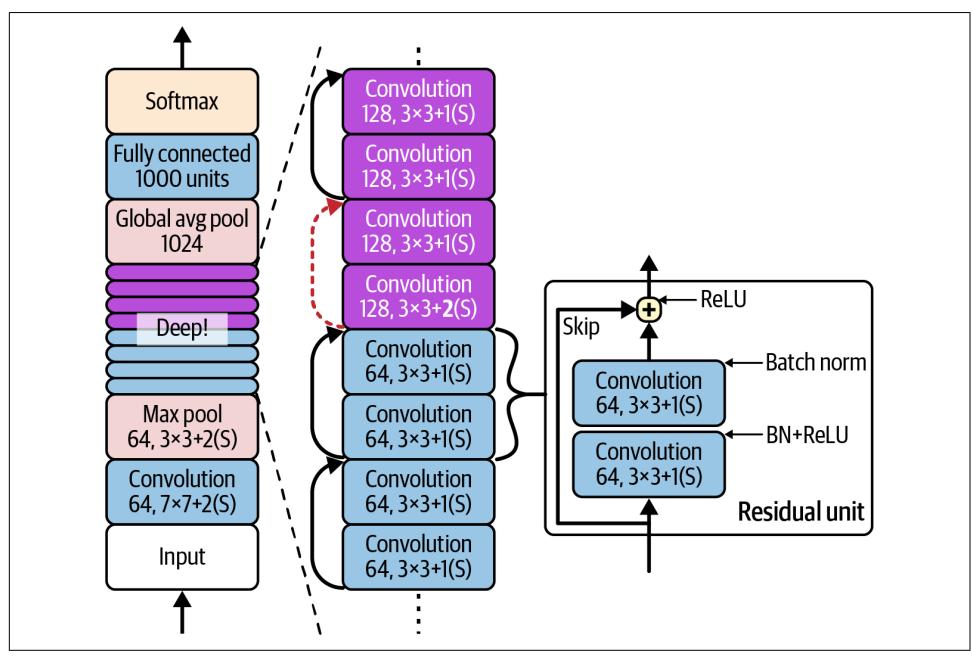 Softmax
Fully connected
1000 units
Global avg pool
1024
Deep!
Max pool
64, 3×3+2(S)
Convolution
64, 7×7+2(S)
Input
Convolution
128, 3×3+1(S)
Convolution
128, 3×3+1(S)
Convolution
128, 3×3+1(S)
Convolution
128, 3×3+2(S)
Convolution
64, 3×3+1(S)
Convolution
64, 3×3+1(S)
Convolution
64, 3×3+1(S)
Convolution
64, 3×3+1(S)
+
ReLU
Skip
Batch norm
Convolution
64, 3×3+1(S)
BN+ReLU
Convolution
64, 3×3+1(S)
Residual unit